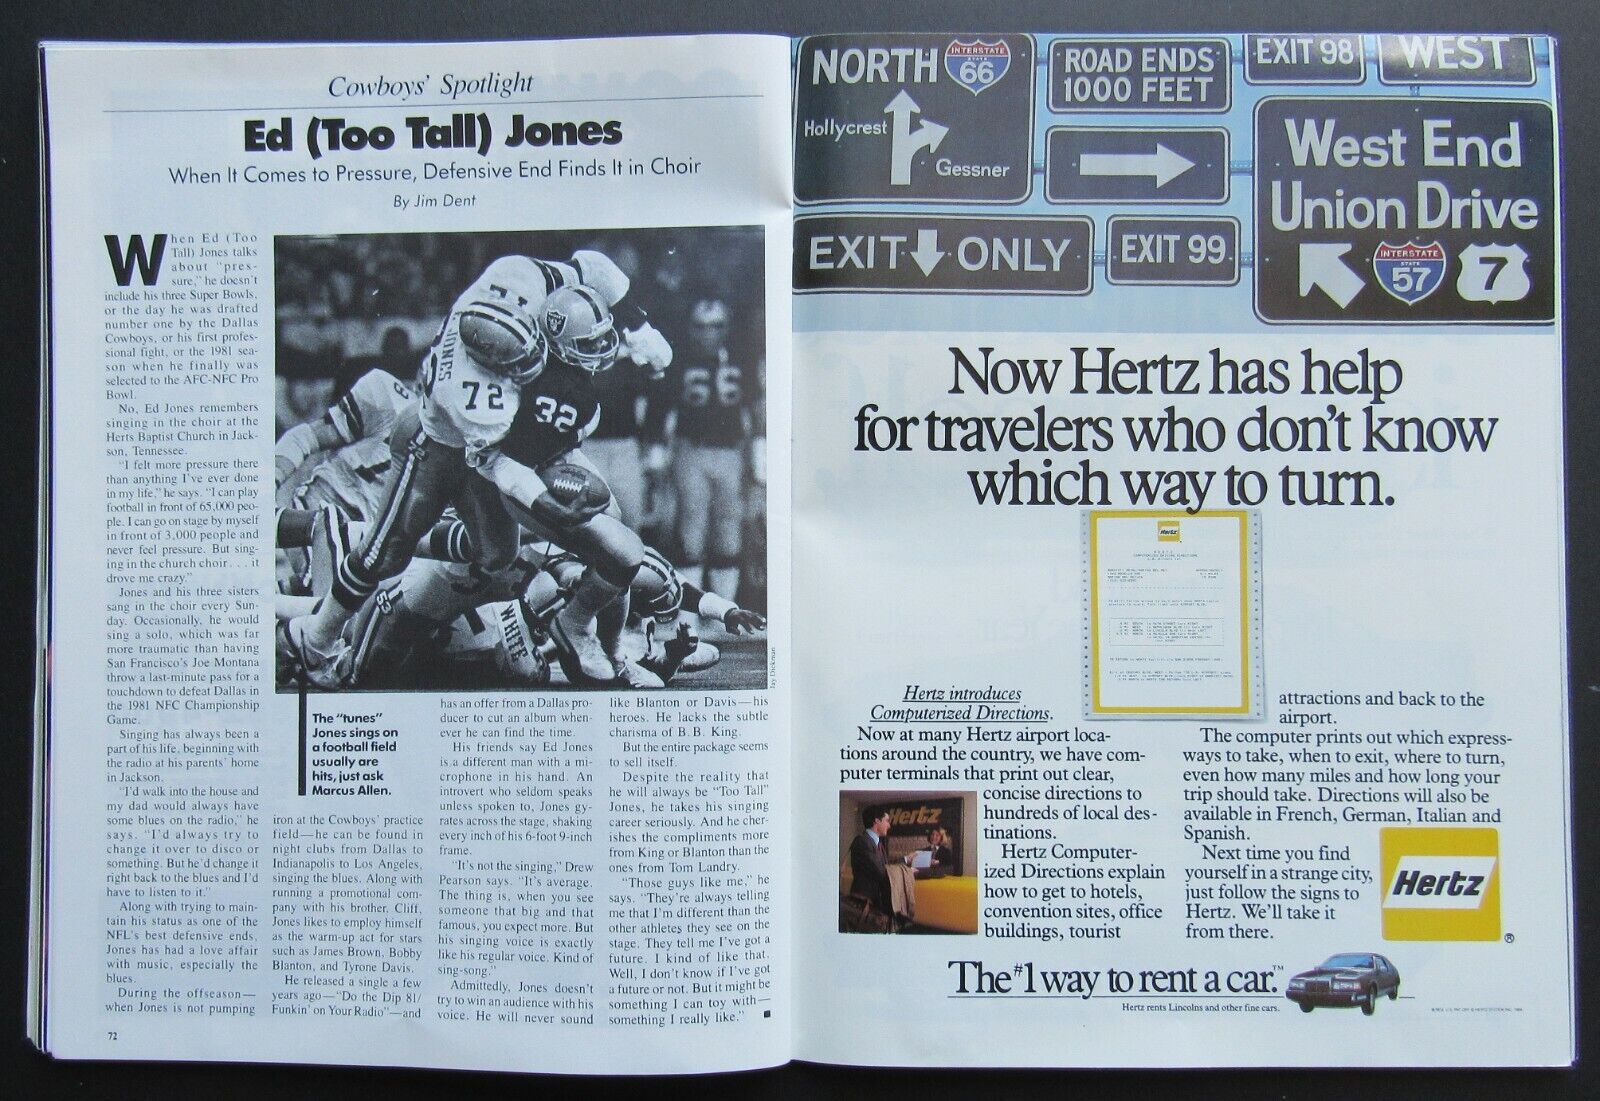 Cowboys' Spotlight
Ed (Too Tall) Jones
When It Comes to Pressure, Defensive End Finds It in Choir
By Jim Dent
When Ed (Too
Tall) Jones talks
about "pres-
sure," he doesn't
include his three Super Bowls,
or the day he was drafted
number one by the Dallas
Cowboys, or his first profes-
sional fight, or the 1981 sea-
son when he finally was
selected to the AFC-NFC Pro
Bowl.
No, Ed Jones remembers
singing in the choir at the
Herts Baptist Church in Jack-
son, Tennessee.
"I felt more pressure there
than anything I've ever done
in my life," he says. "I can play
football in front of 65,000 peo-
ple. I can go on stage by myself
in front of 3,000 people and
never feel pressure. But sing-
ing in the church choir . . . it
drove me crazy."
Jones and his three sisters
sang in the choir every Sun-
day. Occasionally, he would
sing a solo, which was far
more traumatic than having
San Francisco's Joe Montana
throw a last-minute pass for a
touchdown to defeat Dallas in
the 1981 NFC Championship
Game.
Singing has always been a
part of his life, beginning with
the radio at his parents' home
in Jackson.
"I'd walk into the house and
my dad would always have
some blues on the radio," he
says. "I'd always try to
change it over to disco or
something. But he'd change it
right back to the blues and I'd
have to listen to it."
Along with trying to main-
tain his status as one of the
NFL's best defensive ends,
Jones has had a love affair
with music, especially the
blues.
During the offseason—
when Jones is not pumping
72
JONES
72
32
66
53
WHITE
Jay Dickman
The "tunes"
Jones sings on
a football field
usually are
hits, just ask
Marcus Allen.
iron at the Cowboys' practice
field—he can be found in
night clubs from Dallas to
Indianapolis to Los Angeles,
singing the blues. Along with
running a promotional com-
pany with his brother, Cliff,
Jones likes to employ himself
as the warm-up act for stars
such as James Brown, Bobby
Blanton, and Tyrone Davis.
He released a single a few
years ago—"Do the Dip 81/
Funkin' on Your Radio"—and
has an offer from a Dallas pro-
ducer to cut an album when-
ever he can find the time.
His friends say Ed Jones
is a different man with a mi-
crophone in his hand. An
introvert who seldom speaks
unless spoken to, Jones gy-
rates across the stage, shaking
every inch of his 6-foot 9-inch
frame.
"It's not the singing," Drew
Pearson says. "It's average.
The thing is, when you see
someone that big and that
famous, you expect more. But
his singing voice is exactly
like his regular voice. Kind of
sing-song."
Admittedly, Jones doesn't
try to win an audience with his
voice. He will never sound
like Blanton or Davis—his
heroes. He lacks the subtle
charisma of B.B. King.
But the entire package seems
to sell itself.
Despite the reality that
he will always be "Too Tall"
Jones, he takes his singing
career seriously. And he cher-
ishes the compliments more
from King or Blanton than the
ones from Tom Landry.
"Those guys like me," he
says. "They're always telling
me that I'm different than the
other athletes they see on the
stage. They tell me I've got a
future. I kind of like that.
Well, I don't know if I've got
a future or not. But it might be
something I can toy with—
something I really like."
NORTH
INTERSTATE
STATE
66
Hollycrest
Gessner
ROAD ENDS
1000 FEET
EXIT 98
WEST
EXIT ONLY
EXIT 99
West End
Union Drive
INTERSTATE
STATE
57
7
Now Hertz has help
for travelers who don't know
which way to turn.
Hertz
Hertz introduces
Computerized Directions.
Now at many Hertz airport loca-
tions around the country, we have com-
puter terminals that print out clear,
concise directions to
hundreds of local des-
tinations.
Hertz Computer-
ized Directions explain
how to get to hotels,
convention sites, office
buildings, tourist
Hertz
attractions and back to the
airport.
The computer prints out which express-
ways to take, when to exit, where to turn,
even how many miles and how long your
trip should take. Directions will also be
available in French, German, Italian and
Spanish.
Next time you find
yourself in a strange city,
just follow the signs to
Hertz. We'll take it
from there.
Hertz
®
The #1 way to rent a car.™
Hertz rents Lincolns and other fine cars.